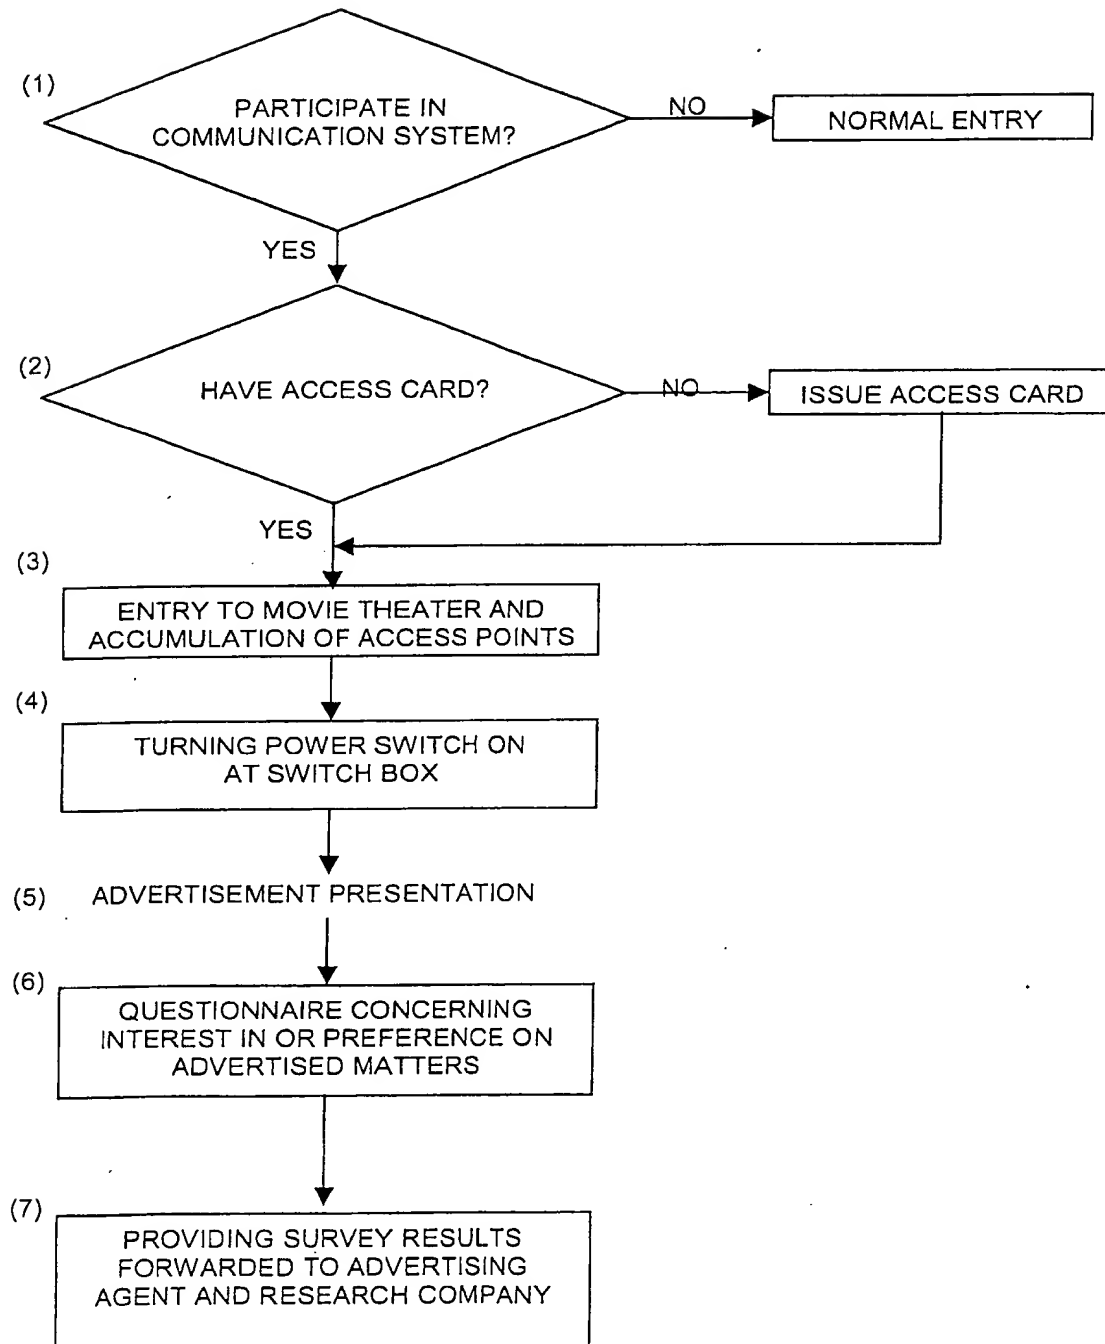 (1)
PARTICIPATE IN
COMMUNICATION SYSTEM?
NO
NORMAL ENTRY
YES
(2)
HAVE ACCESS CARD?
NO
ISSUE ACCESS CARD
YES
(3)
ENTRY TO MOVIE THEATER AND
ACCUMULATION OF ACCESS POINTS
(4)
TURNING POWER SWITCH ON
AT SWITCH BOX
(5) ADVERTISEMENT PRESENTATION
(6)
QUESTIONNAIRE CONCERNING
INTEREST IN OR PREFERENCE ON
ADVERTISED MATTERS
(7)
PROVIDING SURVEY RESULTS
FORWARDED TO ADVERTISING
AGENT AND RESEARCH COMPANY